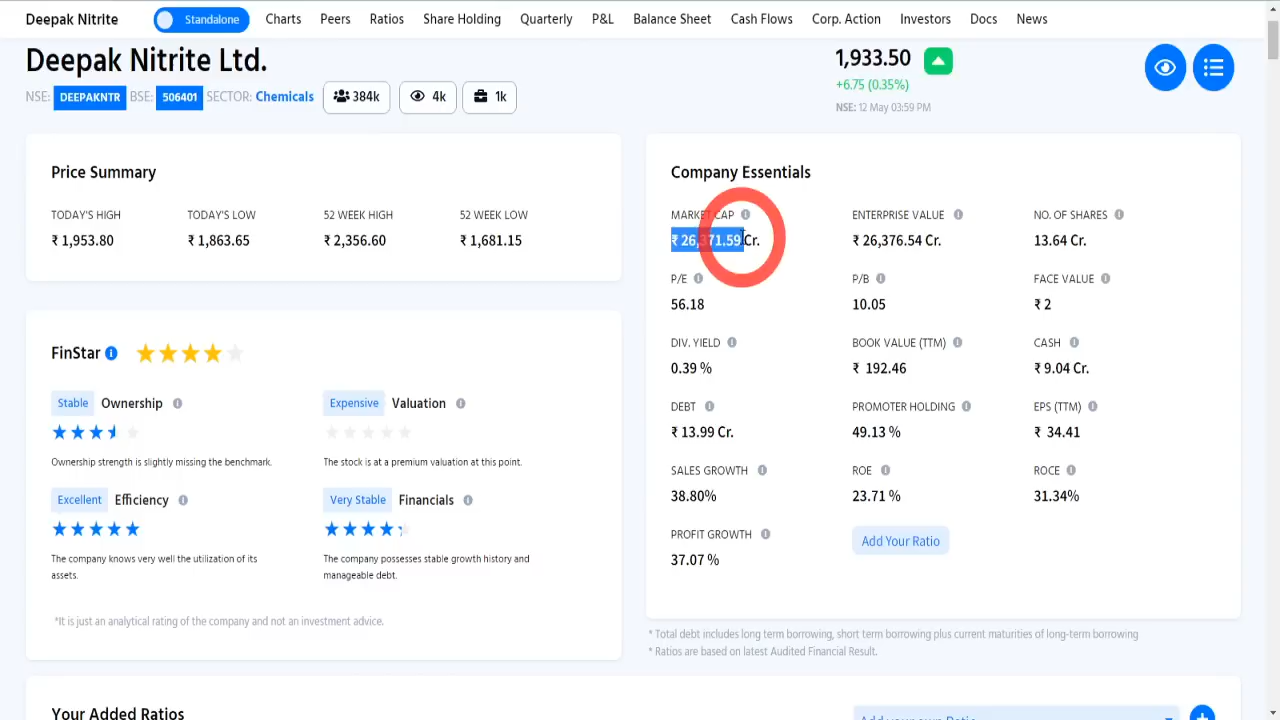 Deepak Nitrite Standalone Charts Peers Ratios Share Holding Quarterly P&L Balance Sheet Cash Flows Corp. Action Investors Docs News
Deepak Nitrite Ltd.
1,933.50
+6.75 (0.35%)
NSE: 12 May 03:59 PM
NSE: DEEPAKNTR BSE: 506401 SECTOR: Chemicals 384k 4k 1k
Price Summary
TODAY'S HIGH TODAY'S LOW 52 WEEK HIGH 52 WEEK LOW
₹ 1,953.80 ₹ 1,863.65 ₹ 2,356.60 ₹ 1,681.15
FinStar
Stable Ownership
Ownership strength is slightly missing the benchmark.
Expensive Valuation
The stock is at a premium valuation at this point.
Excellent Efficiency
The company knows very well the utilization of its
assets.
Very Stable Financials
The company possesses stable growth history and
manageable debt.
*It is just an analytical rating of the company and not an investment advice.
Company Essentials
MARKET CAP ENTERPRISE VALUE NO. OF SHARES
₹ 26,371.59 Cr. ₹ 26,376.54 Cr. 13.64 Cr.
P/E P/B FACE VALUE
56.18 10.05 ₹ 2
DIV. YIELD BOOK VALUE (TTM) CASH
0.39 % ₹ 192.46 ₹ 9.04 Cr.
DEBT PROMOTER HOLDING EPS (TTM)
₹ 13.99 Cr. 49.13 % ₹ 34.41
SALES GROWTH ROE ROCE
38.80% 23.71 % 31.34%
PROFIT GROWTH
37.07 %
Add Your Ratio
* Total debt includes long term borrowing, short term borrowing plus current maturities of long-term borrowing
* Ratios are based on latest Audited Financial Result.
Your Added Ratios
Add your own Ratio